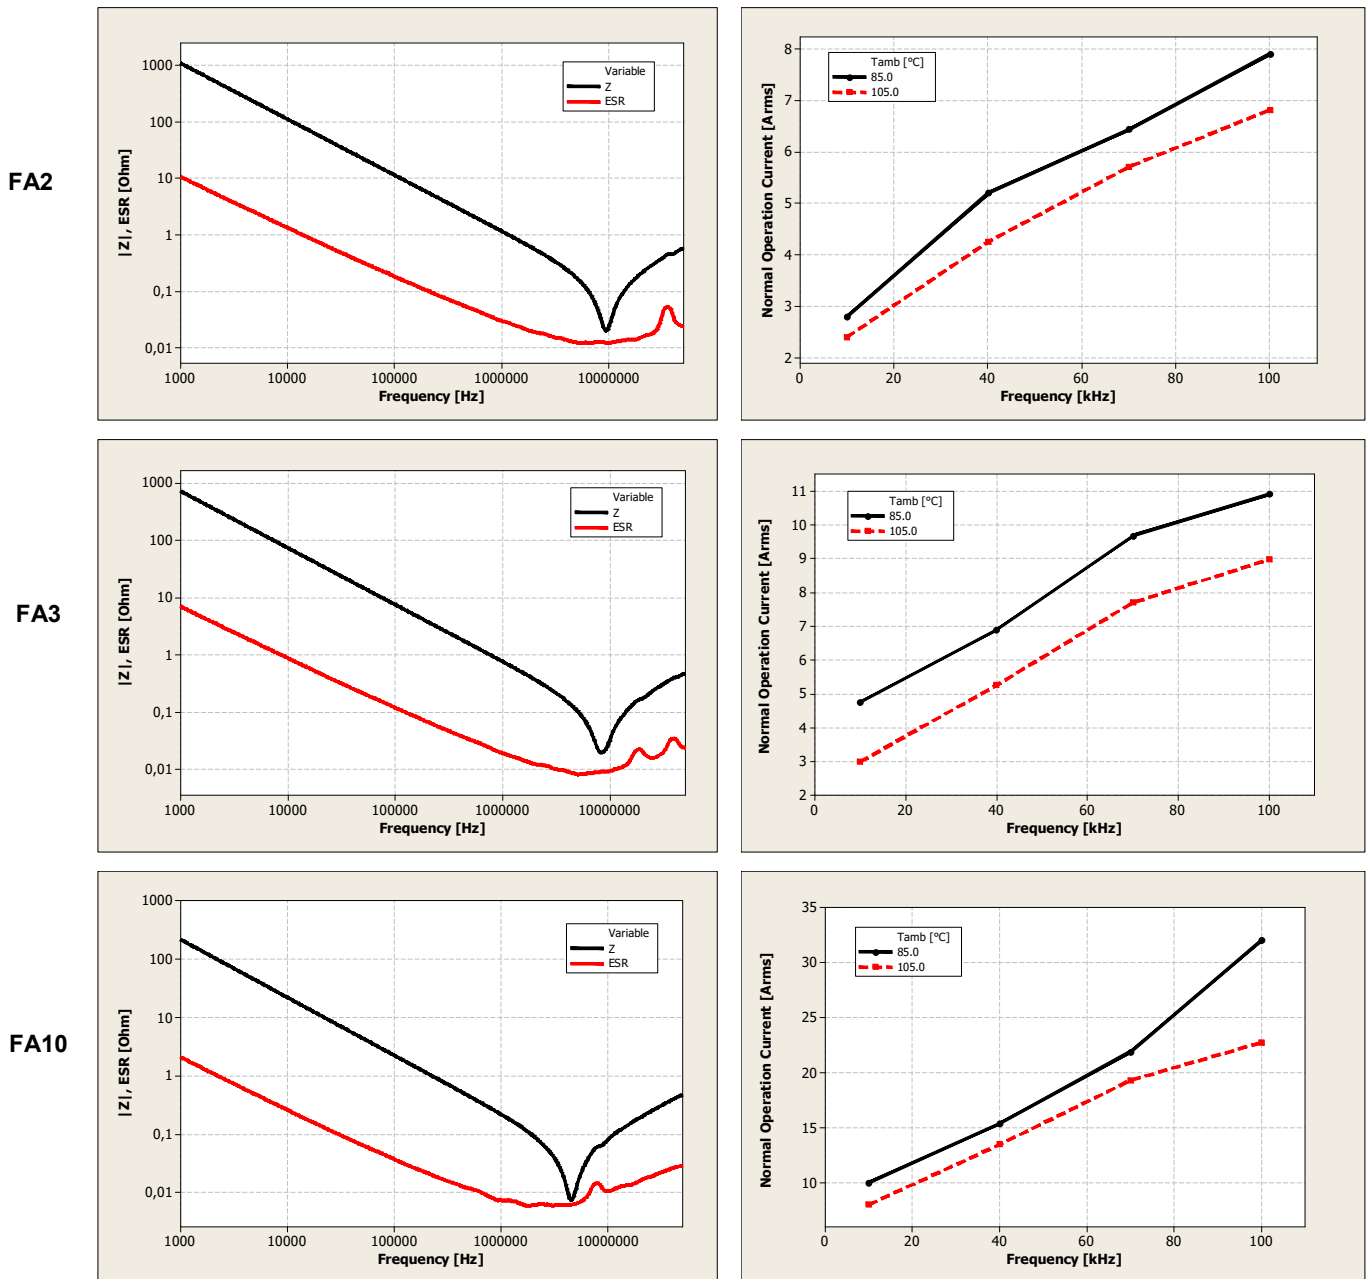 FA2
|Z|, ESR [Ohm]
1000
100
10
1
0,1
0,01
Variable
Z
ESR
1000 10000 100000 1000000 10000000
Frequency [Hz]
Normal Operation Current [Arms]
8
7
6
5
4
3
2
Tamb [°C]
85.0
105.0
0 20 40 60 80 100
Frequency [kHz]
FA3
|Z|, ESR [Ohm]
1000
100
10
1
0,1
0,01
Variable
Z
ESR
1000 10000 100000 1000000 10000000
Frequency [Hz]
Normal Operation Current [Arms]
11
10
9
8
7
6
5
4
3
2
Tamb [°C]
85.0
105.0
0 20 40 60 80 100
Frequency [kHz]
FA10
|Z|, ESR [Ohm]
1000
100
10
1
0,1
0,01
Variable
Z
ESR
1000 10000 100000 1000000 10000000
Frequency [Hz]
Normal Operation Current [Arms]
35
30
25
20
15
10
Tamb [°C]
85.0
105.0
0 20 40 60 80 100
Frequency [kHz]